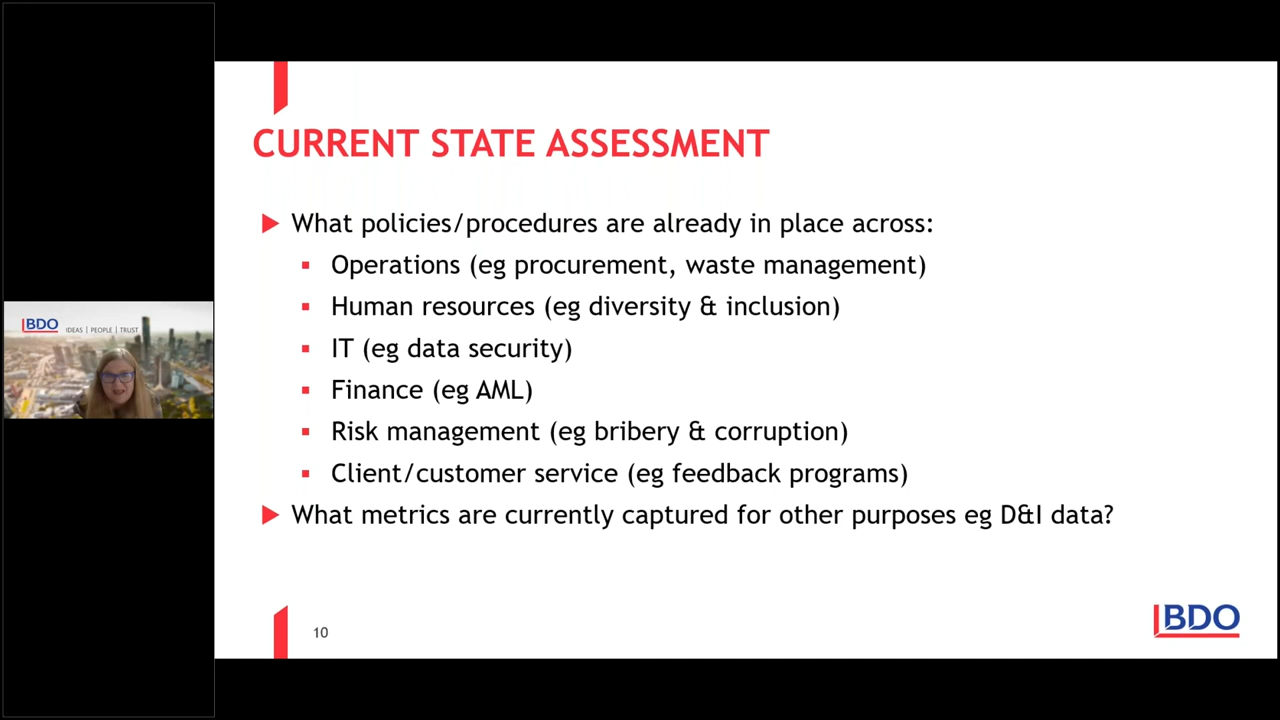 CURRENT STATE ASSESSMENT
What policies/procedures are already in place across:
Operations (eg procurement, waste management)
Human resources (eg diversity & inclusion)
IT (eg data security)
Finance (eg AML)
Risk management (eg bribery & corruption)
Client/customer service (eg feedback programs)
What metrics are currently captured for other purposes eg D&I data?
BDO IDEAS | PEOPLE | TRUST
10
BDO